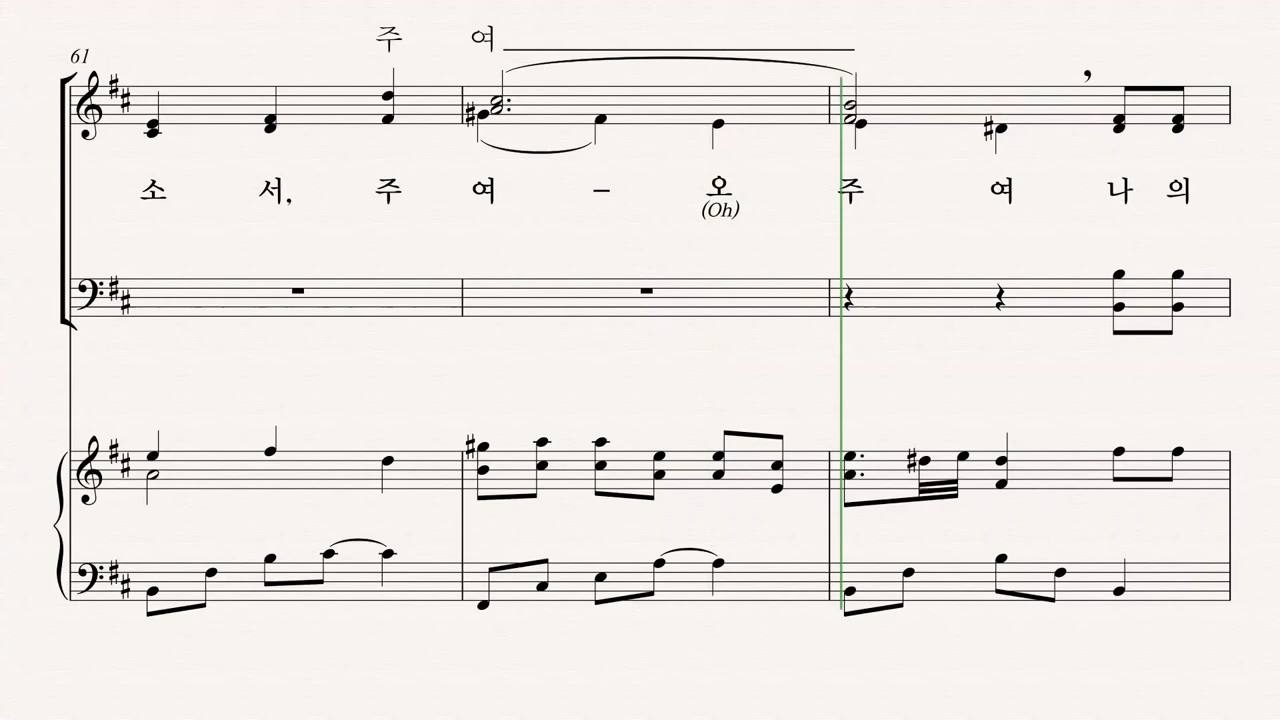 주 여
61
소 서, 주 여 – 오 주 여 나 의
(Oh)